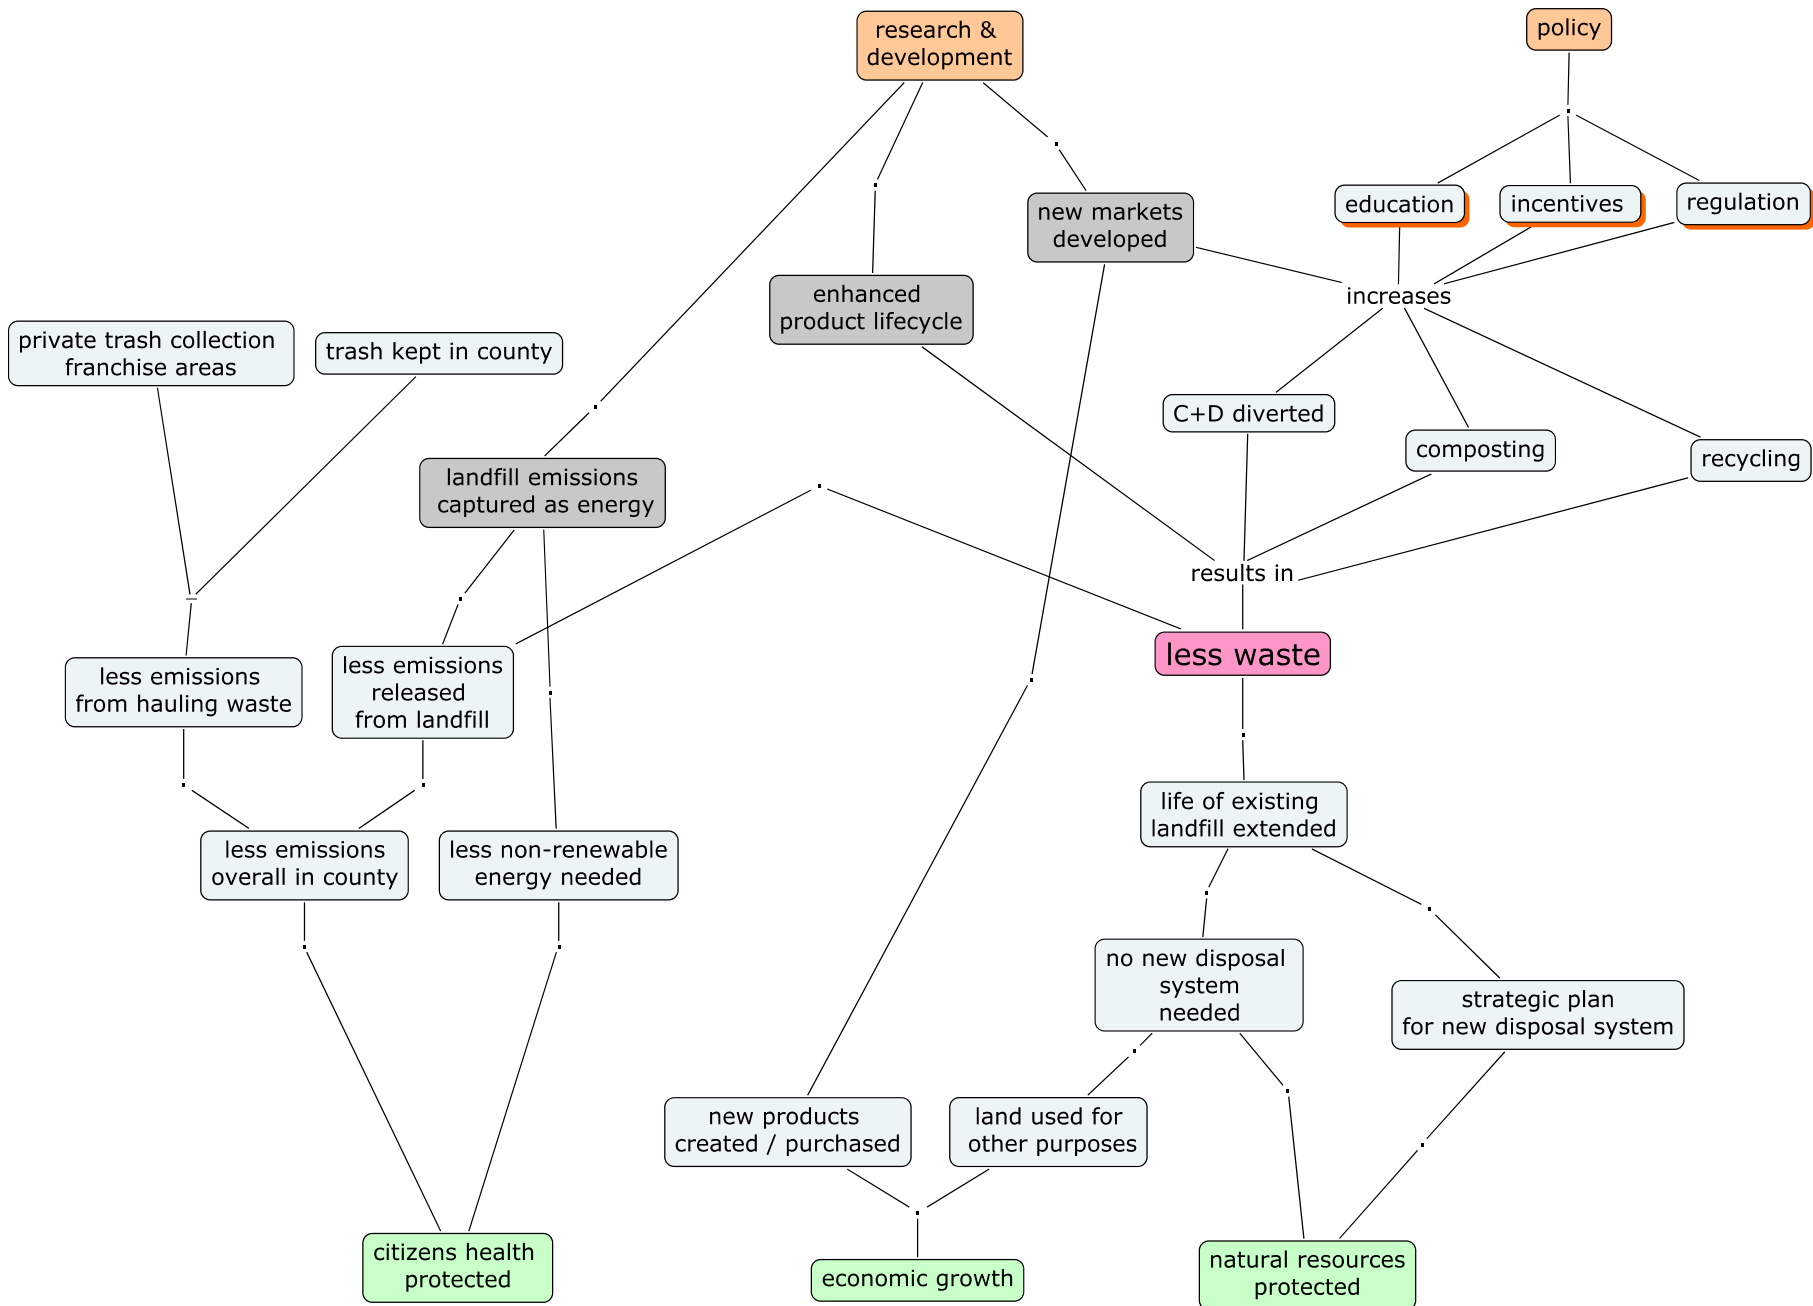 research &
development
policy
education
incentives
regulation
new markets
developed
increases
enhanced
product lifecycle
private trash collection
franchise areas
trash kept in county
C+D diverted
composting
recycling
landfill emissions
captured as energy
results in
less waste
less emissions
from hauling waste
less emissions
released
from landfill
life of existing
landfill extended
less emissions
overall in county
less non-renewable
energy needed
no new disposal
system
needed
strategic plan
for new disposal system
new products
created / purchased
land used for
other purposes
citizens health
protected
economic growth
natural resources
protected